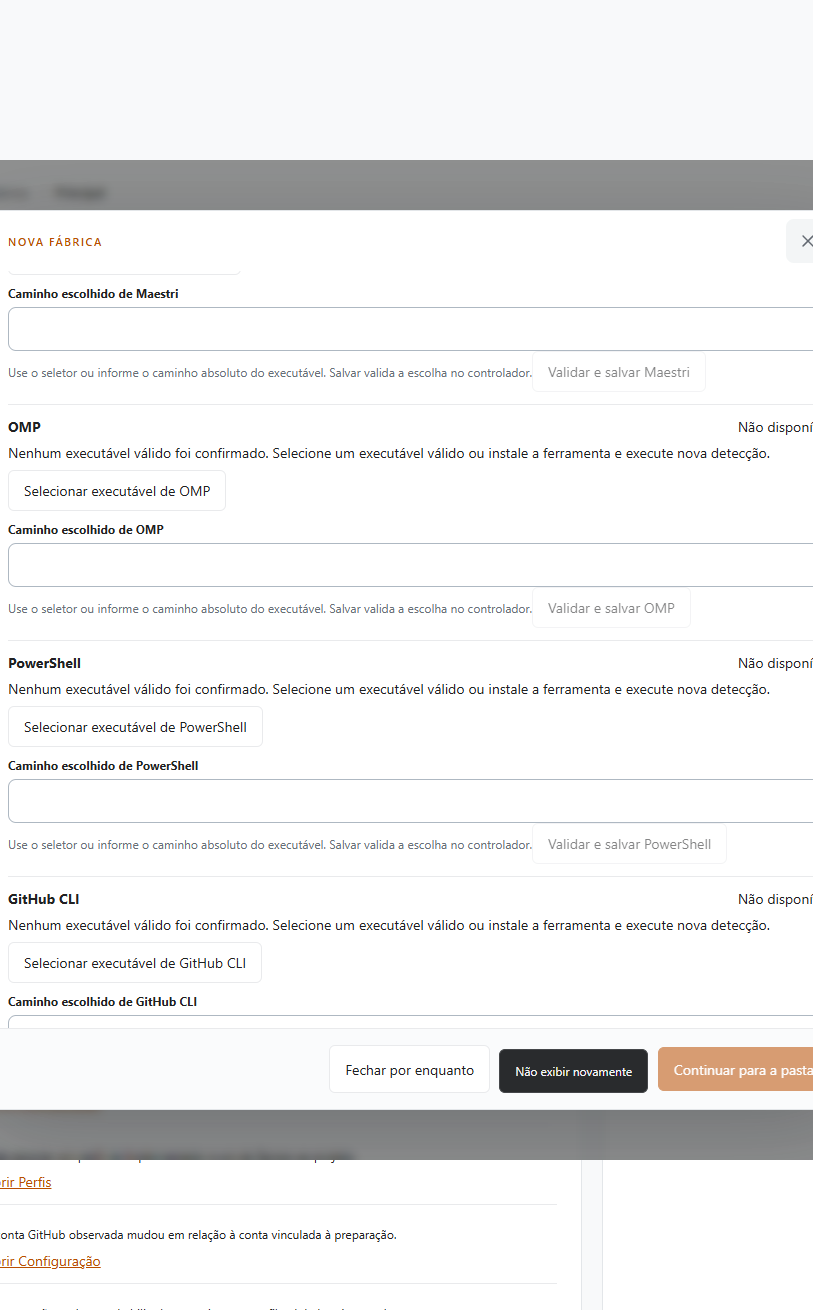 NOVA FÁBRICA
Caminho escolhido de Maestri
Use o seletor ou informe o caminho absoluto do executável. Salvar valida a escolha no controlador.
Validar e salvar Maestri
OMP
Não disponí
Nenhum executável válido foi confirmado. Selecione um executável válido ou instale a ferramenta e execute nova detecção.
Selecionar executável de OMP
Caminho escolhido de OMP
Use o seletor ou informe o caminho absoluto do executável. Salvar valida a escolha no controlador.
Validar e salvar OMP
PowerShell
Não disponí
Nenhum executável válido foi confirmado. Selecione um executável válido ou instale a ferramenta e execute nova detecção.
Selecionar executável de PowerShell
Caminho escolhido de PowerShell
Use o seletor ou informe o caminho absoluto do executável. Salvar valida a escolha no controlador.
Validar e salvar PowerShell
GitHub CLI
Não disponí
Nenhum executável válido foi confirmado. Selecione um executável válido ou instale a ferramenta e execute nova detecção.
Selecionar executável de GitHub CLI
Caminho escolhido de GitHub CLI
Fechar por enquanto
Não exibir novamente
Continuar para a pasta
rir Perfis
onta GitHub observada mudou em relação à conta vinculada à preparação.
rir Configuração